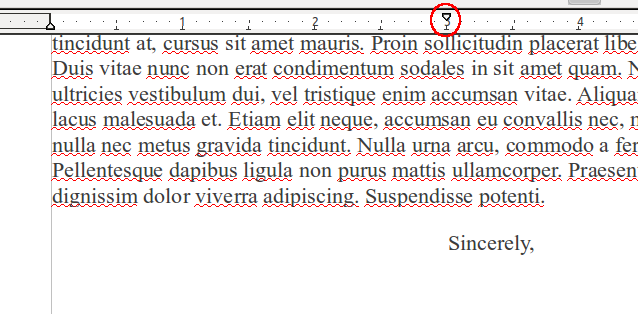 1 2 3 4
tincidunt at, cursus sit amet mauris. Proin sollicitudin placerat libe
Duis vitae nunc non erat condimentum sodales in sit amet quam. N
ultricies vestibulum dui, vel tristique enim accumsan vitae. Aliqua
lacus malesuada et. Etiam elit neque, accumsan eu convallis nec, n
nulla nec metus gravida tincidunt. Nulla urna arcu, commodo a fer
Pellentesque dapibus ligula non purus mattis ullamcorper. Praesen
dignissim dolor viverra adipiscing. Suspendisse potenti.
Sincerely,